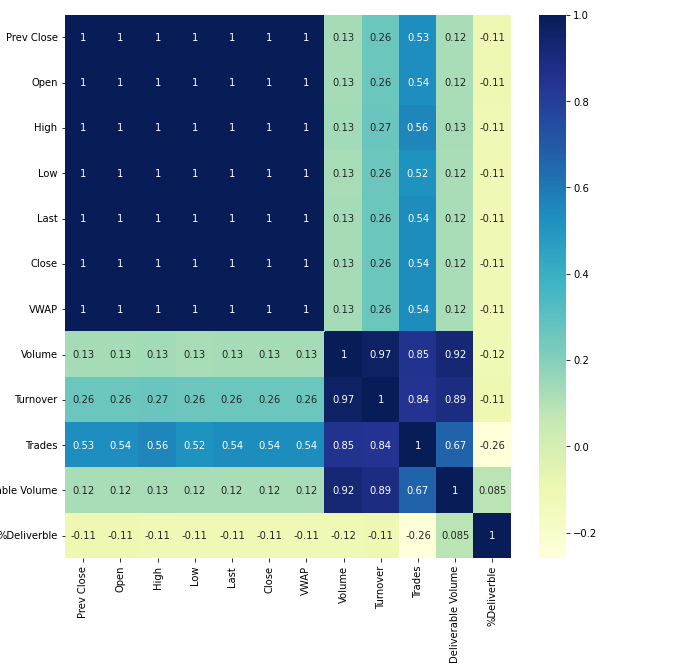 Prev Close 1 1 1 1 1 1 1 0.13 0.26 0.53 0.12 -0.11
Open 1 1 1 1 1 1 1 0.13 0.26 0.54 0.12 -0.11
High 1 1 1 1 1 1 1 0.13 0.27 0.56 0.13 -0.11
Low 1 1 1 1 1 1 1 0.13 0.26 0.52 0.12 -0.11
Last 1 1 1 1 1 1 1 0.13 0.26 0.54 0.12 -0.11
Close 1 1 1 1 1 1 1 0.13 0.26 0.54 0.12 -0.11
VWAP 1 1 1 1 1 1 1 0.13 0.26 0.54 0.12 -0.11
Volume 0.13 0.13 0.13 0.13 0.13 0.13 0.13 1 0.97 0.85 0.92 -0.12
Turnover 0.26 0.26 0.27 0.26 0.26 0.26 0.26 0.97 1 0.84 0.89 -0.11
Trades 0.53 0.54 0.56 0.52 0.54 0.54 0.54 0.85 0.84 1 0.67 -0.26
able Volume 0.12 0.12 0.13 0.12 0.12 0.12 0.12 0.92 0.89 0.67 1 0.085
%Deliverble -0.11 -0.11 -0.11 -0.11 -0.11 -0.11 -0.11 -0.12 -0.11 -0.26 0.085 1
Prev Close
Open
High
Low
Last
Close
VWAP
Volume
Turnover
Trades
Deliverable Volume
%Deliverble
1.0
0.8
0.6
0.4
0.2
0.0
−0.2